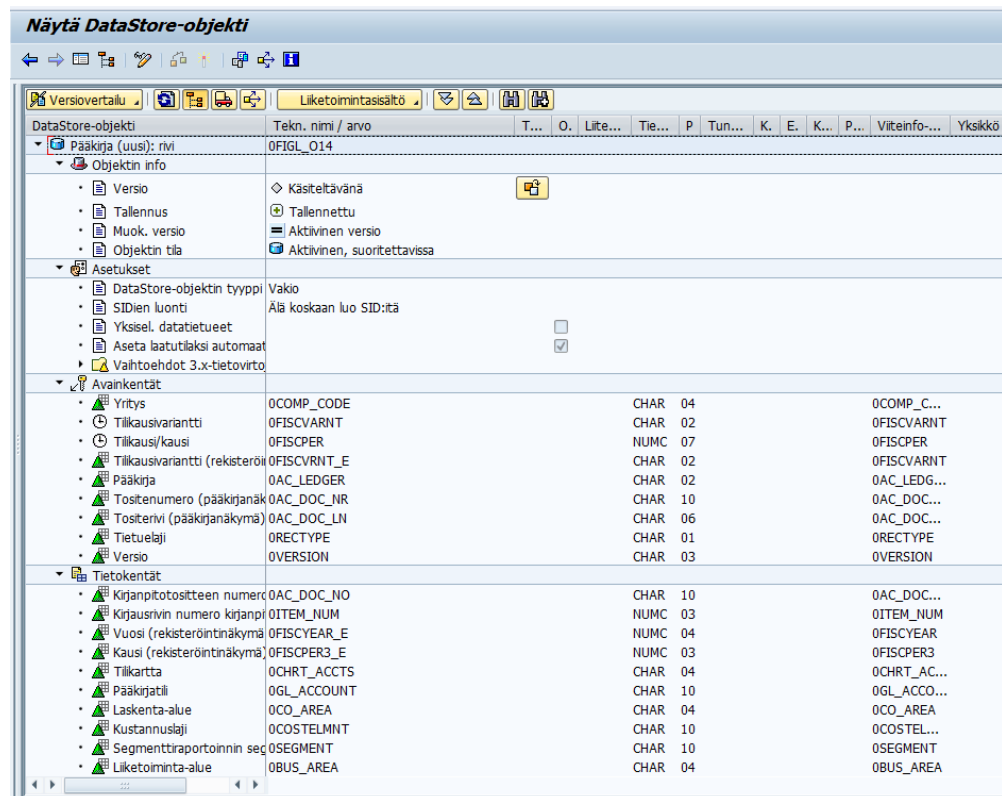 Näytä DataStore-objekti
Versiovertailu Liiketoimintasisältö
DataStore-objekti Tekn. nimi / arvo T... O. Liite... Tie... P Tun... K. E. K... P... Viiteinfo-... Yksikkö
Pääkirja (uusi): rivi 0FIGL_O14
Objektin info
Versio Käsiteltävänä
Tallennus Tallennettu
Muok. versio Aktiivinen versio
Objektin tila Aktiivinen, suoritettavissa
Asetukset
DataStore-objektin tyyppi Vakio
SIDien luonti Älä koskaan luo SID:itä
Yksisel. datatietueet
Aseta laatutilaksi automaat
Vaihtoehdot 3.x-tietovirto
Avainkentät
Yritys 0COMP_CODE CHAR 04 0COMP_C...
Tilikausivariantti 0FISCVARNT CHAR 02 0FISCVARNT
Tilikausi/kausi 0FISCPER NUMC 07 0FISCPER
Tilikausivariantti (rekisteröi 0FISCVRNT_E CHAR 02 0FISCVARNT
Pääkirja 0AC_LEDGER CHAR 02 0AC_LEDG...
Tositenumero (pääkirjanäk 0AC_DOC_NR CHAR 10 0AC_DOC...
Tositerivi (pääkirjanäkymä) 0AC_DOC_LN CHAR 06 0AC_DOC...
Tietuelaji 0RECTYPE CHAR 01 0RECTYPE
Versio 0VERSION CHAR 03 0VERSION
Tietokentät
Kirjanpitotositteen numero 0AC_DOC_NO CHAR 10 0AC_DOC...
Kirjausrivin numero kirjanpi 0ITEM_NUM NUMC 03 0ITEM_NUM
Vuosi (rekisteröintinäkymä 0FISCYEAR_E NUMC 04 0FISCYEAR
Kausi (rekisteröintinäkymä) 0FISCPER3_E NUMC 03 0FISCPER3
Tilikartta 0CHRT_ACCTS CHAR 04 0CHRT_AC...
Pääkirjatili 0GL_ACCOUNT CHAR 10 0GL_ACCO...
Laskenta-alue 0CO_AREA CHAR 04 0CO_AREA
Kustannuslaji 0COSTELMNT CHAR 10 0COSTEL...
Segmenttiraportoinnin seg 0SEGMENT CHAR 10 0SEGMENT
Liiketoiminta-alue 0BUS_AREA CHAR 04 0BUS_AREA